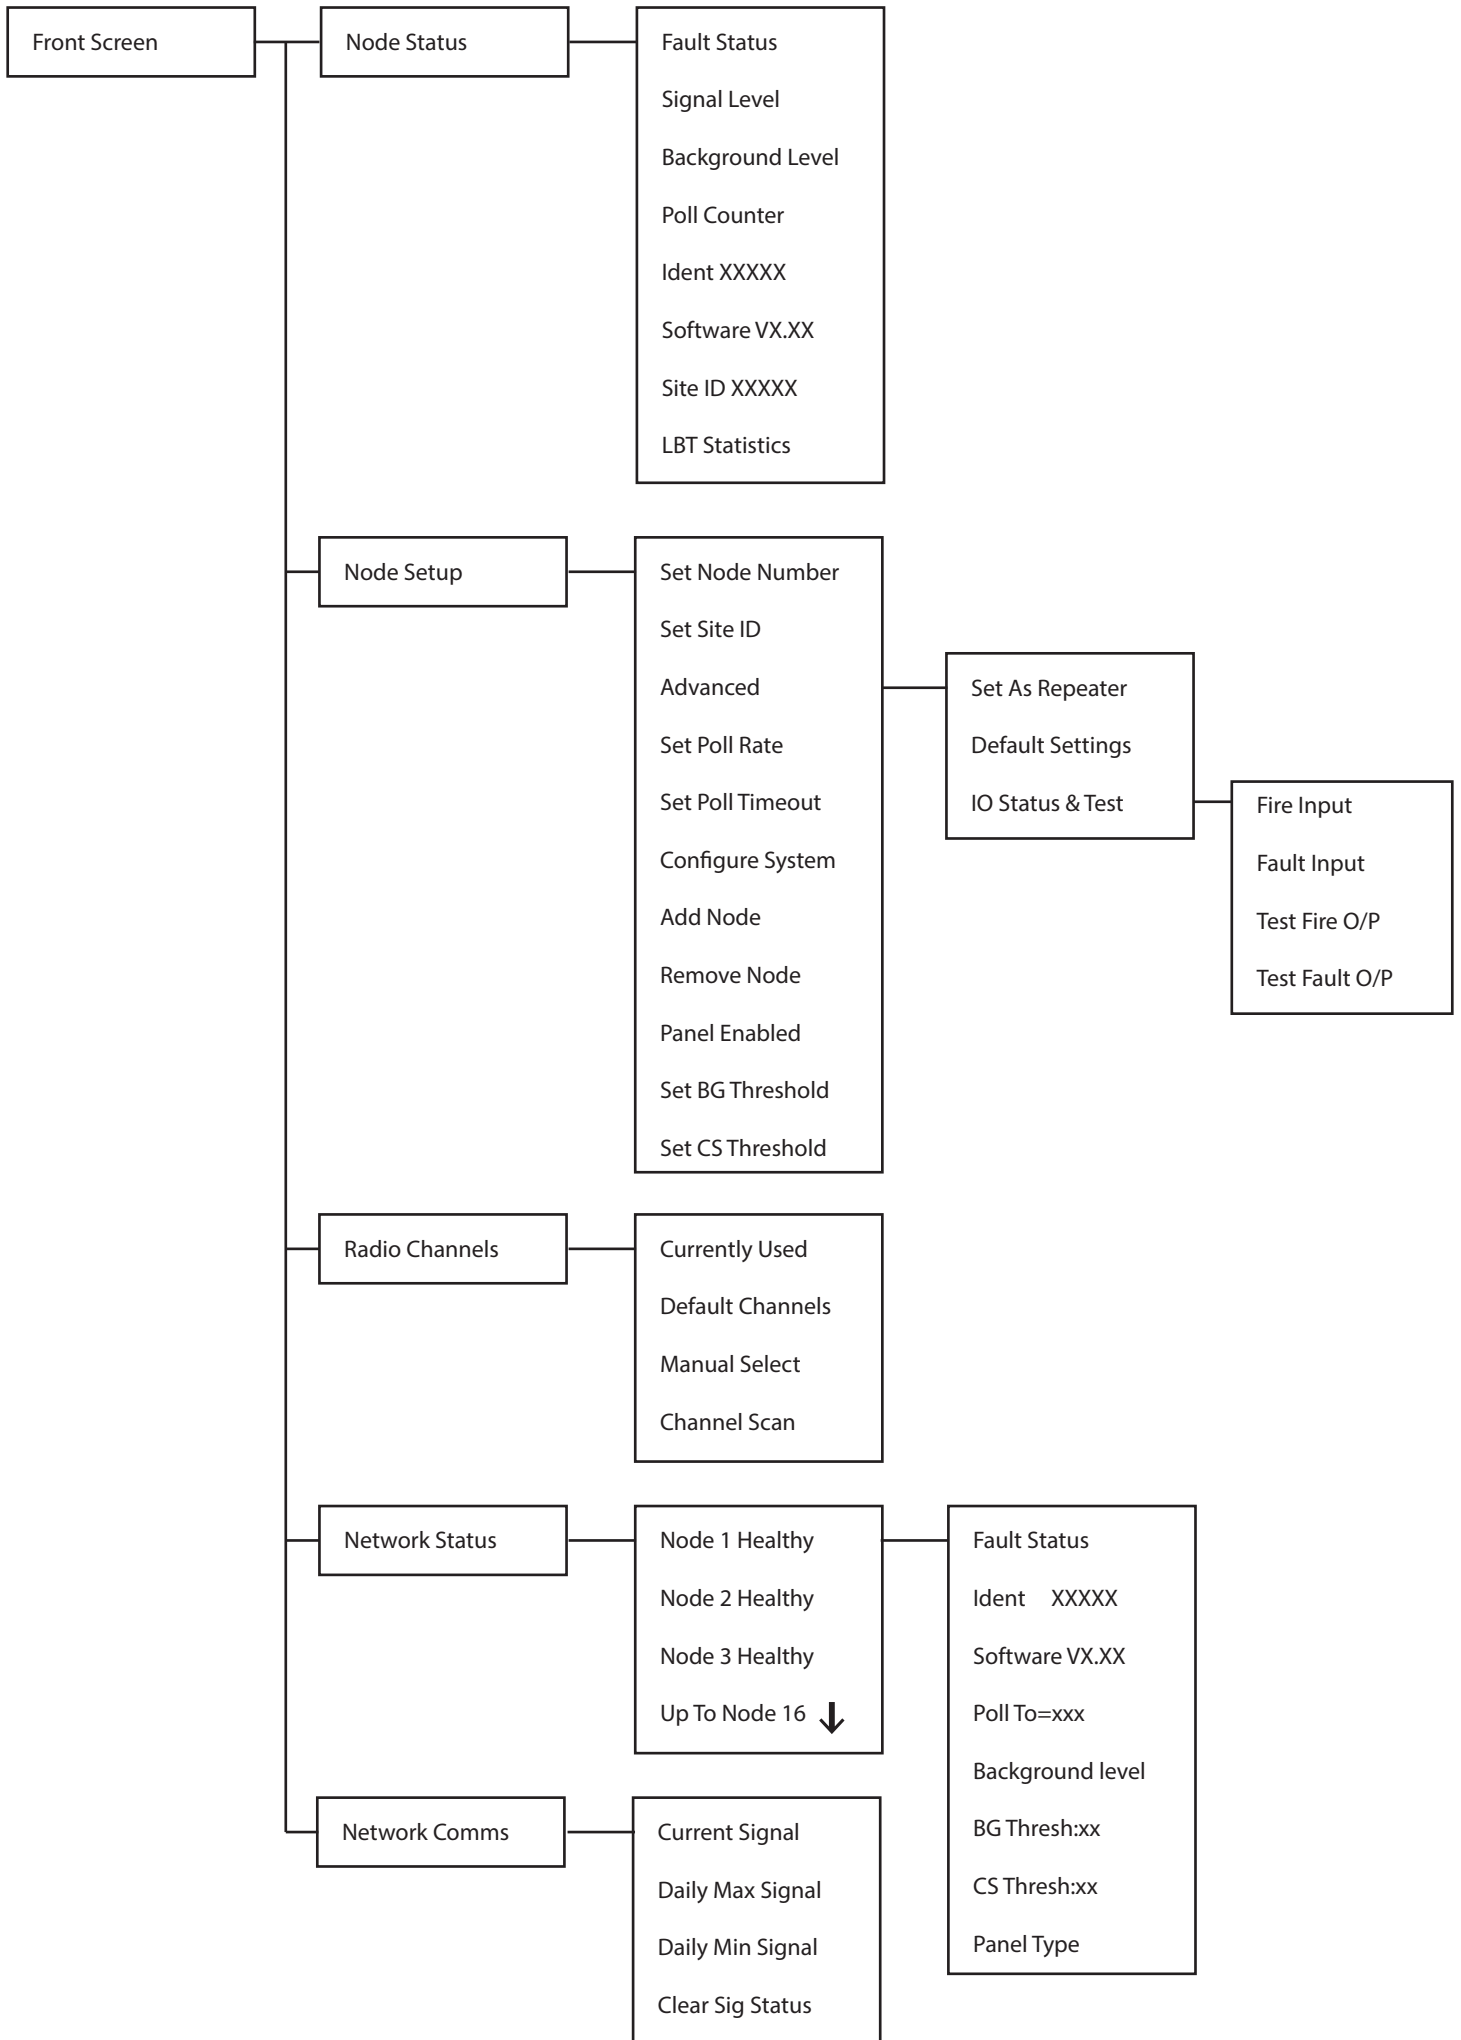 Front Screen
Node Status
Fault Status
Signal Level
Background Level
Poll Counter
Ident XXXXX
Software VX.XX
Site ID XXXXX
LBT Statistics
Node Setup
Set Node Number
Set Site ID
Advanced
Set Poll Rate
Set Poll Timeout
Configure System
Add Node
Remove Node
Panel Enabled
Set BG Threshold
Set CS Threshold
Set As Repeater
Default Settings
IO Status & Test
Fire Input
Fault Input
Test Fire O/P
Test Fault O/P
Radio Channels
Currently Used
Default Channels
Manual Select
Channel Scan
Network Status
Node 1 Healthy
Node 2 Healthy
Node 3 Healthy
Up To Node 16
Fault Status
Ident XXXXX
Software VX.XX
Poll To=xxx
Background level
BG Thresh:xx
CS Thresh:xx
Panel Type
Network Comms
Current Signal
Daily Max Signal
Daily Min Signal
Clear Sig Status